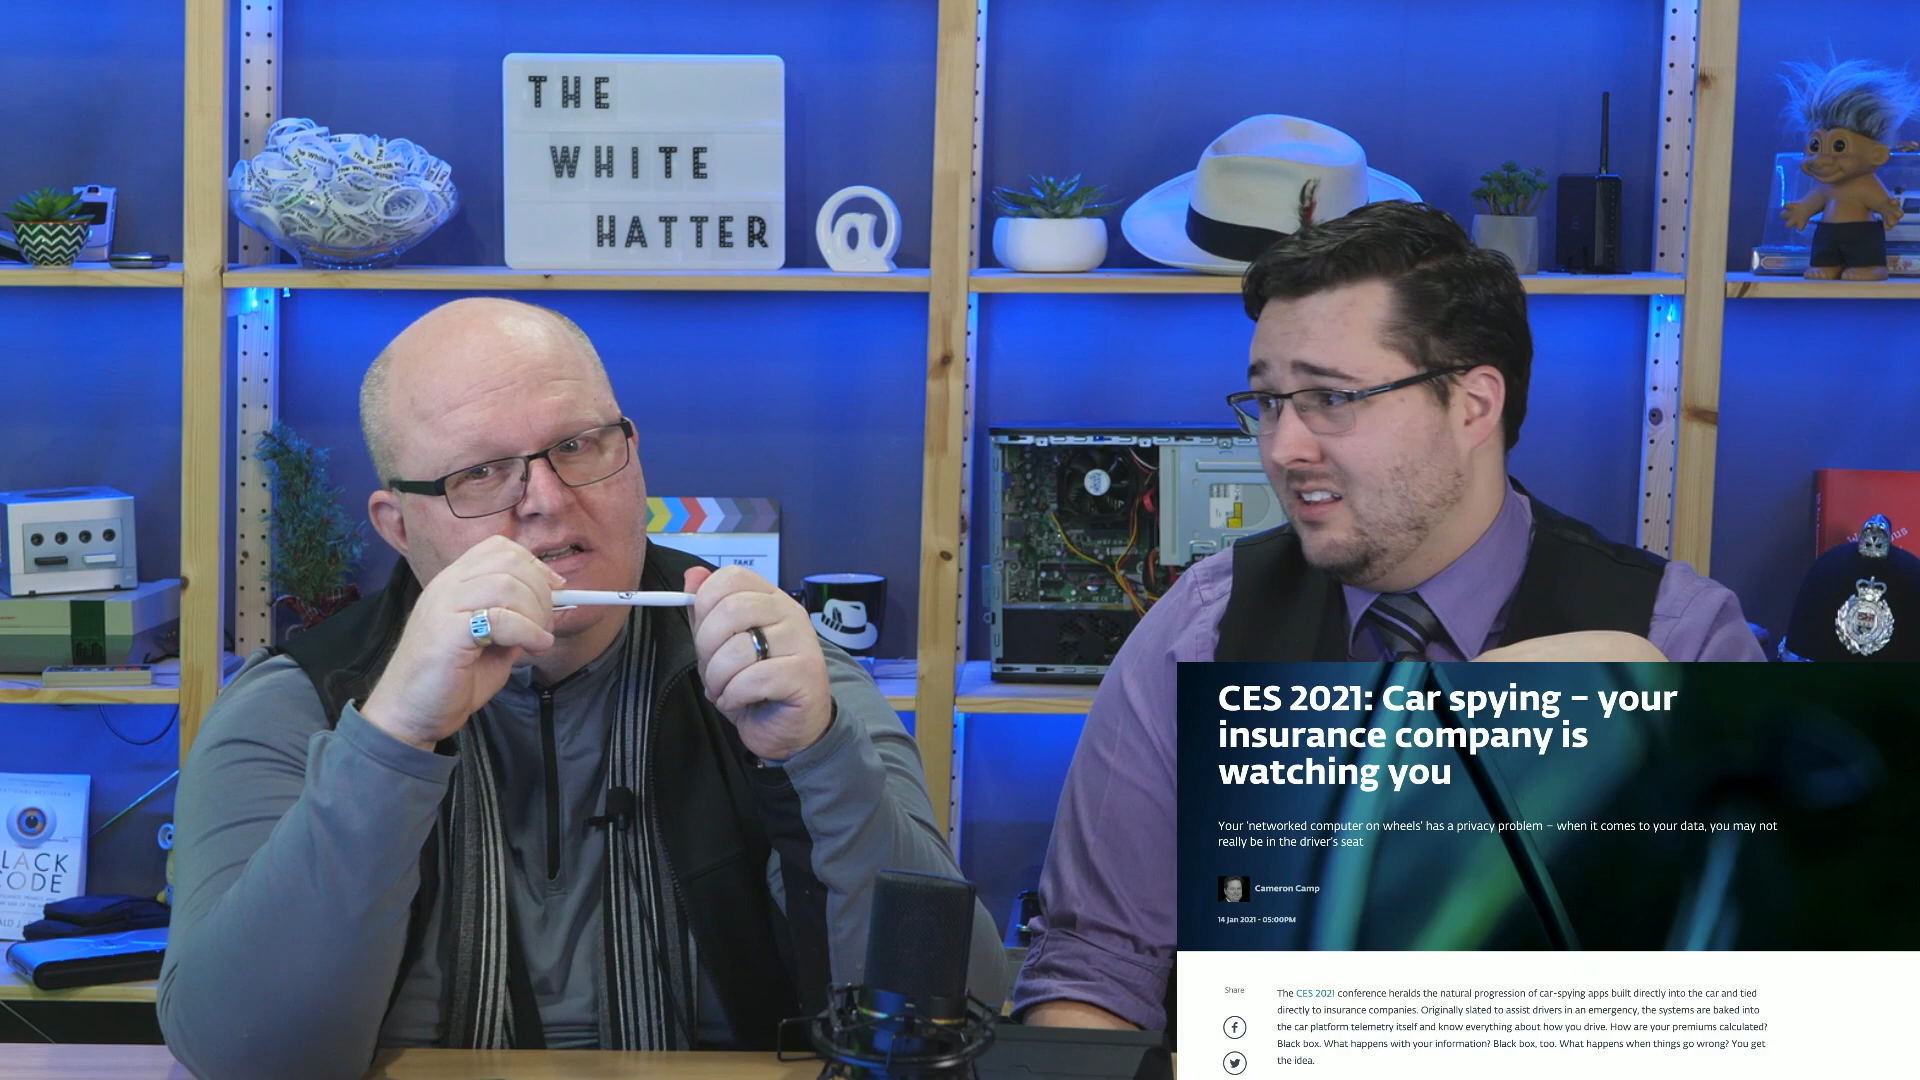 THE
WHITE
HATTER
TAKE
LACK
CODE
CES 2021: Car spying – your
insurance company is
watching you
Your 'networked computer on wheels' has a privacy problem – when it comes to your data, you may not
really be in the driver's seat
Cameron Camp
14 Jan 2021 - 05:00PM
Share
The CES 2021 conference heralds the natural progression of car-spying apps built directly into the car and tied
directly to insurance companies. Originally slated to assist drivers in an emergency, the systems are baked into
the car platform telemetry itself and know everything about how you drive. How are your premiums calculated?
Black box. What happens with your information? Black box, too. What happens when things go wrong? You get
the idea.